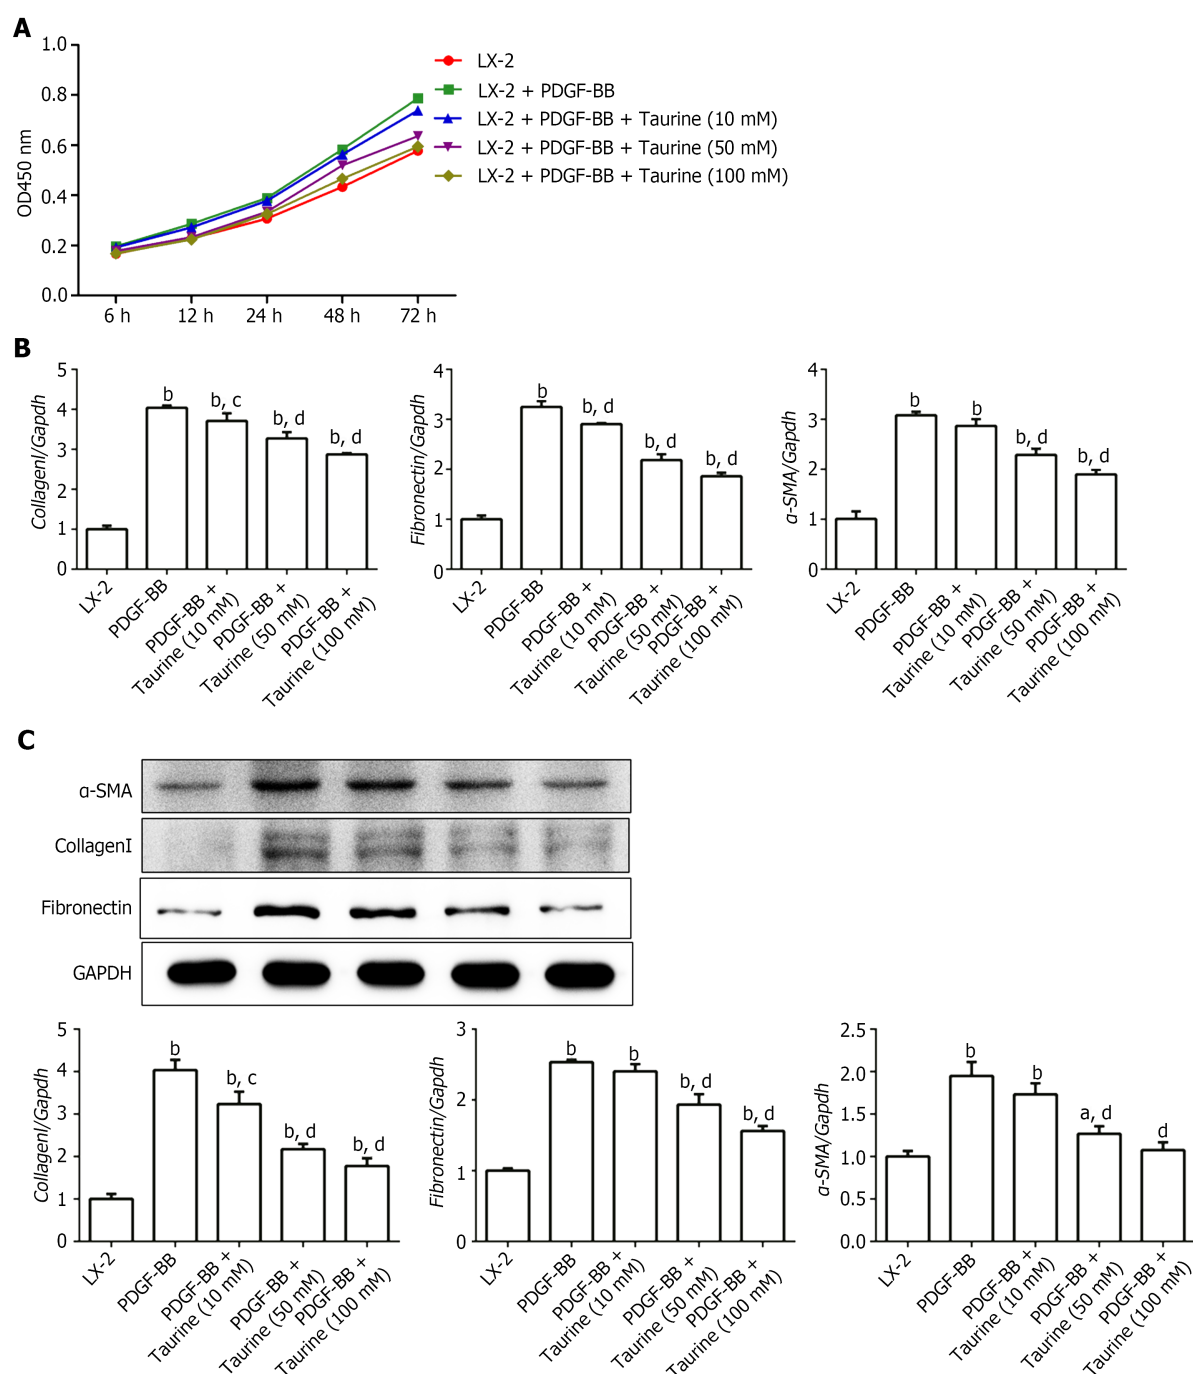 A
1.0
0.8
0.6
0.4
0.2
0.0
OD450 nm
6 h 12 h 24 h 48 h 72 h
LX-2
LX-2 + PDGF-BB
LX-2 + PDGF-BB + Taurine (10 mM)
LX-2 + PDGF-BB + Taurine (50 mM)
LX-2 + PDGF-BB + Taurine (100 mM)
B
CollagenI/Gapdh
5
4
3
2
1
0
b
b, c
b, d
b, d
LX-2
PDGF-BB
PDGF-BB +
Taurine (10 mM)
PDGF-BB +
Taurine (50 mM)
PDGF-BB +
Taurine (100 mM)
Fibronectin/Gapdh
4
3
2
1
0
b
b, d
b, d
b, d
LX-2
PDGF-BB
PDGF-BB +
Taurine (10 mM)
PDGF-BB +
Taurine (50 mM)
PDGF-BB +
Taurine (100 mM)
α-SMA/Gapdh
4
3
2
1
0
b
b
b, d
b, d
LX-2
PDGF-BB
PDGF-BB +
Taurine (10 mM)
PDGF-BB +
Taurine (50 mM)
PDGF-BB +
Taurine (100 mM)
C
α-SMA
CollagenI
Fibronectin
GAPDH
CollagenI/Gapdh
5
4
3
2
1
0
b
b, c
b, d
b, d
LX-2
PDGF-BB
PDGF-BB +
Taurine (10 mM)
PDGF-BB +
Taurine (50 mM)
PDGF-BB +
Taurine (100 mM)
Fibronectin/Gapdh
3
2
1
0
b
b
b, d
b, d
LX-2
PDGF-BB
PDGF-BB +
Taurine (10 mM)
PDGF-BB +
Taurine (50 mM)
PDGF-BB +
Taurine (100 mM)
α-SMA/Gapdh
2.5
2.0
1.5
1.0
0.5
0.0
b
b
a, d
d
LX-2
PDGF-BB
PDGF-BB +
Taurine (10 mM)
PDGF-BB +
Taurine (50 mM)
PDGF-BB +
Taurine (100 mM)